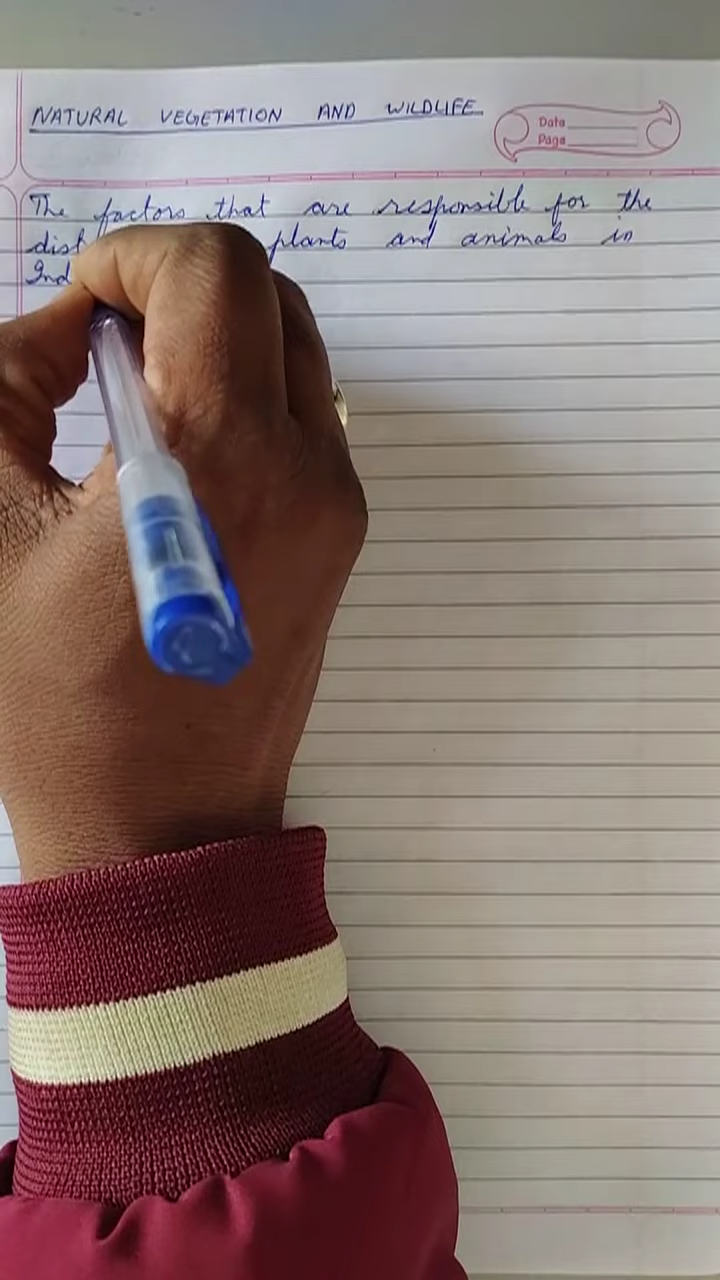 NATURAL VEGETATION AND WILDLIFE
Date
Page
The factors that are responsible for the
plants and animals in